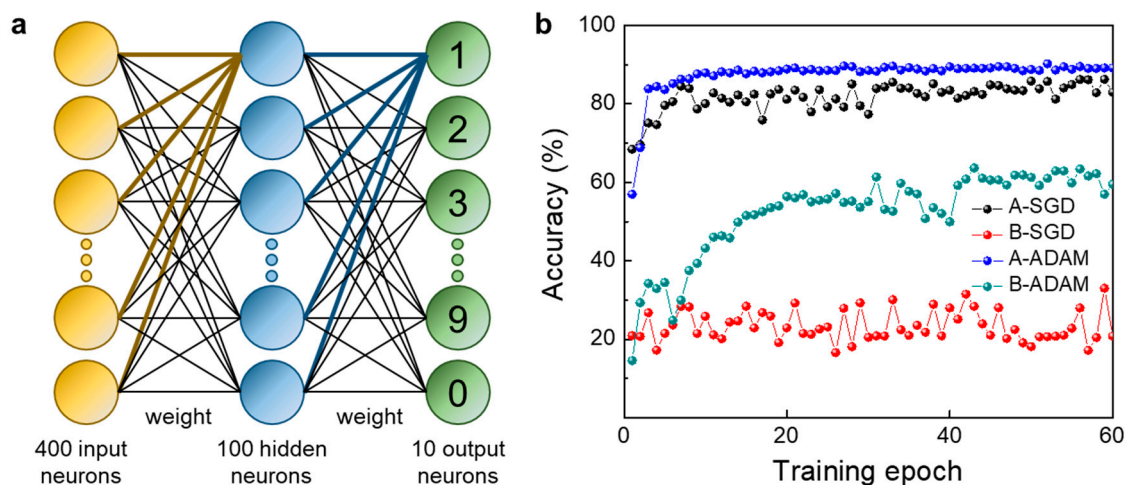 a
1
2
3
9
0
weight
weight
400 input
neurons
100 hidden
neurons
10 output
neurons
b
Accuracy (%)
100
80
60
40
20
0
20
40
60
Training epoch
A-SGD
B-SGD
A-ADAM
B-ADAM